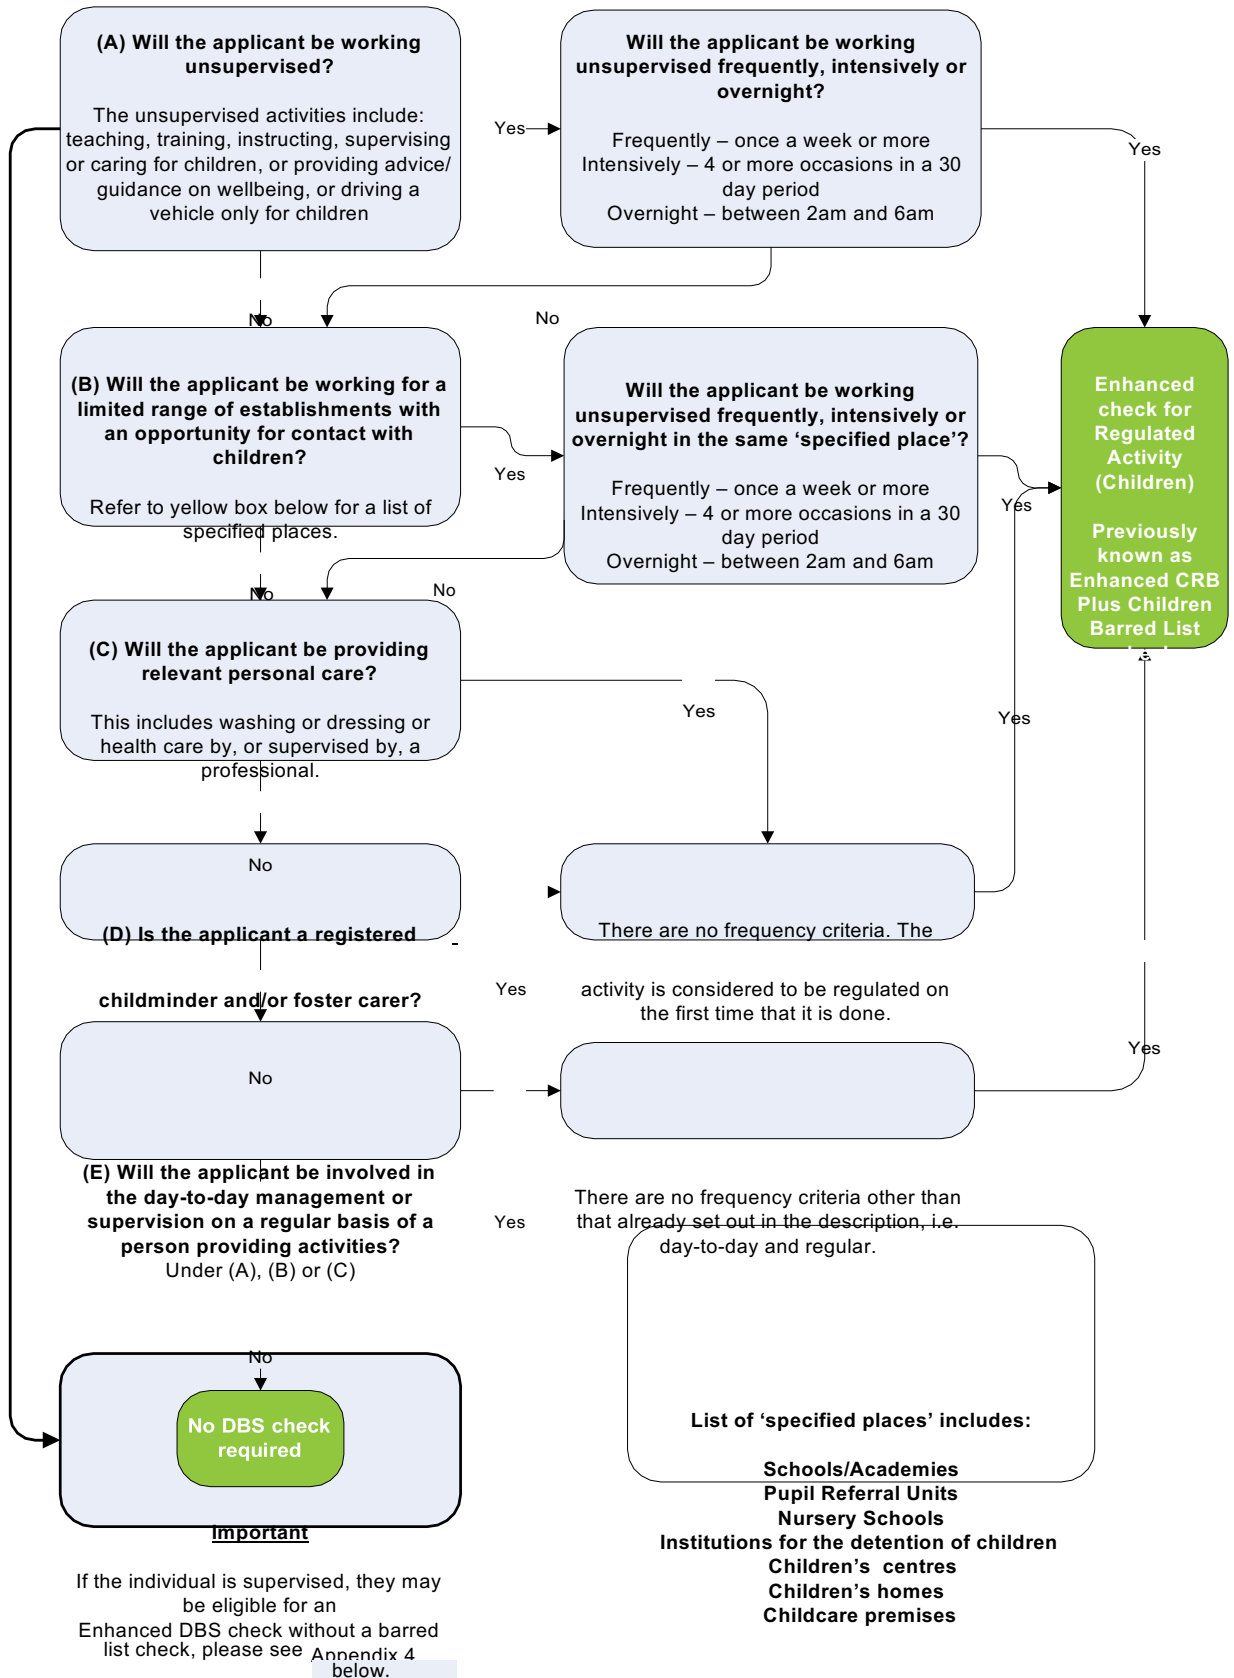 (A) Will the applicant be working
unsupervised?
The unsupervised activities include:
teaching, training, instructing, supervising
or caring for children, or providing advice/
guidance on wellbeing, or driving a
vehicle only for children
Yes
Will the applicant be working
unsupervised frequently, intensively or
overnight?
Frequently – once a week or more
Intensively – 4 or more occasions in a 30
day period
Overnight – between 2am and 6am
Yes
No
No
(B) Will the applicant be working for a
limited range of establishments with
an opportunity for contact with
children?
Refer to yellow box below for a list of
specified places.
Yes
Will the applicant be working
unsupervised frequently, intensively or
overnight in the same ‘specified place’?
Frequently – once a week or more
Intensively – 4 or more occasions in a 30
day period
Overnight – between 2am and 6am
Yes
Enhanced
check for
Regulated
Activity
(Children)
Previously
known as
Enhanced CRB
Plus Children
Barred List
No
No
(C) Will the applicant be providing
relevant personal care?
This includes washing or dressing or
health care by, or supervised by, a
professional.
Yes
Yes
No
(D) Is the applicant a registered
childminder and/or foster carer?
Yes
There are no frequency criteria. The
activity is considered to be regulated on
the first time that it is done.
Yes
No
(E) Will the applicant be involved in
the day-to-day management or
supervision on a regular basis of a
person providing activities?
Under (A), (B) or (C)
Yes
There are no frequency criteria other than
that already set out in the description, i.e.
day-to-day and regular.
No
No DBS check
required
Important
If the individual is supervised, they may
be eligible for an
Enhanced DBS check without a barred
list check, please see Appendix 4
below.
List of ‘specified places’ includes:
Schools/Academies
Pupil Referral Units
Nursery Schools
Institutions for the detention of children
Children’s centres
Children’s homes
Childcare premises